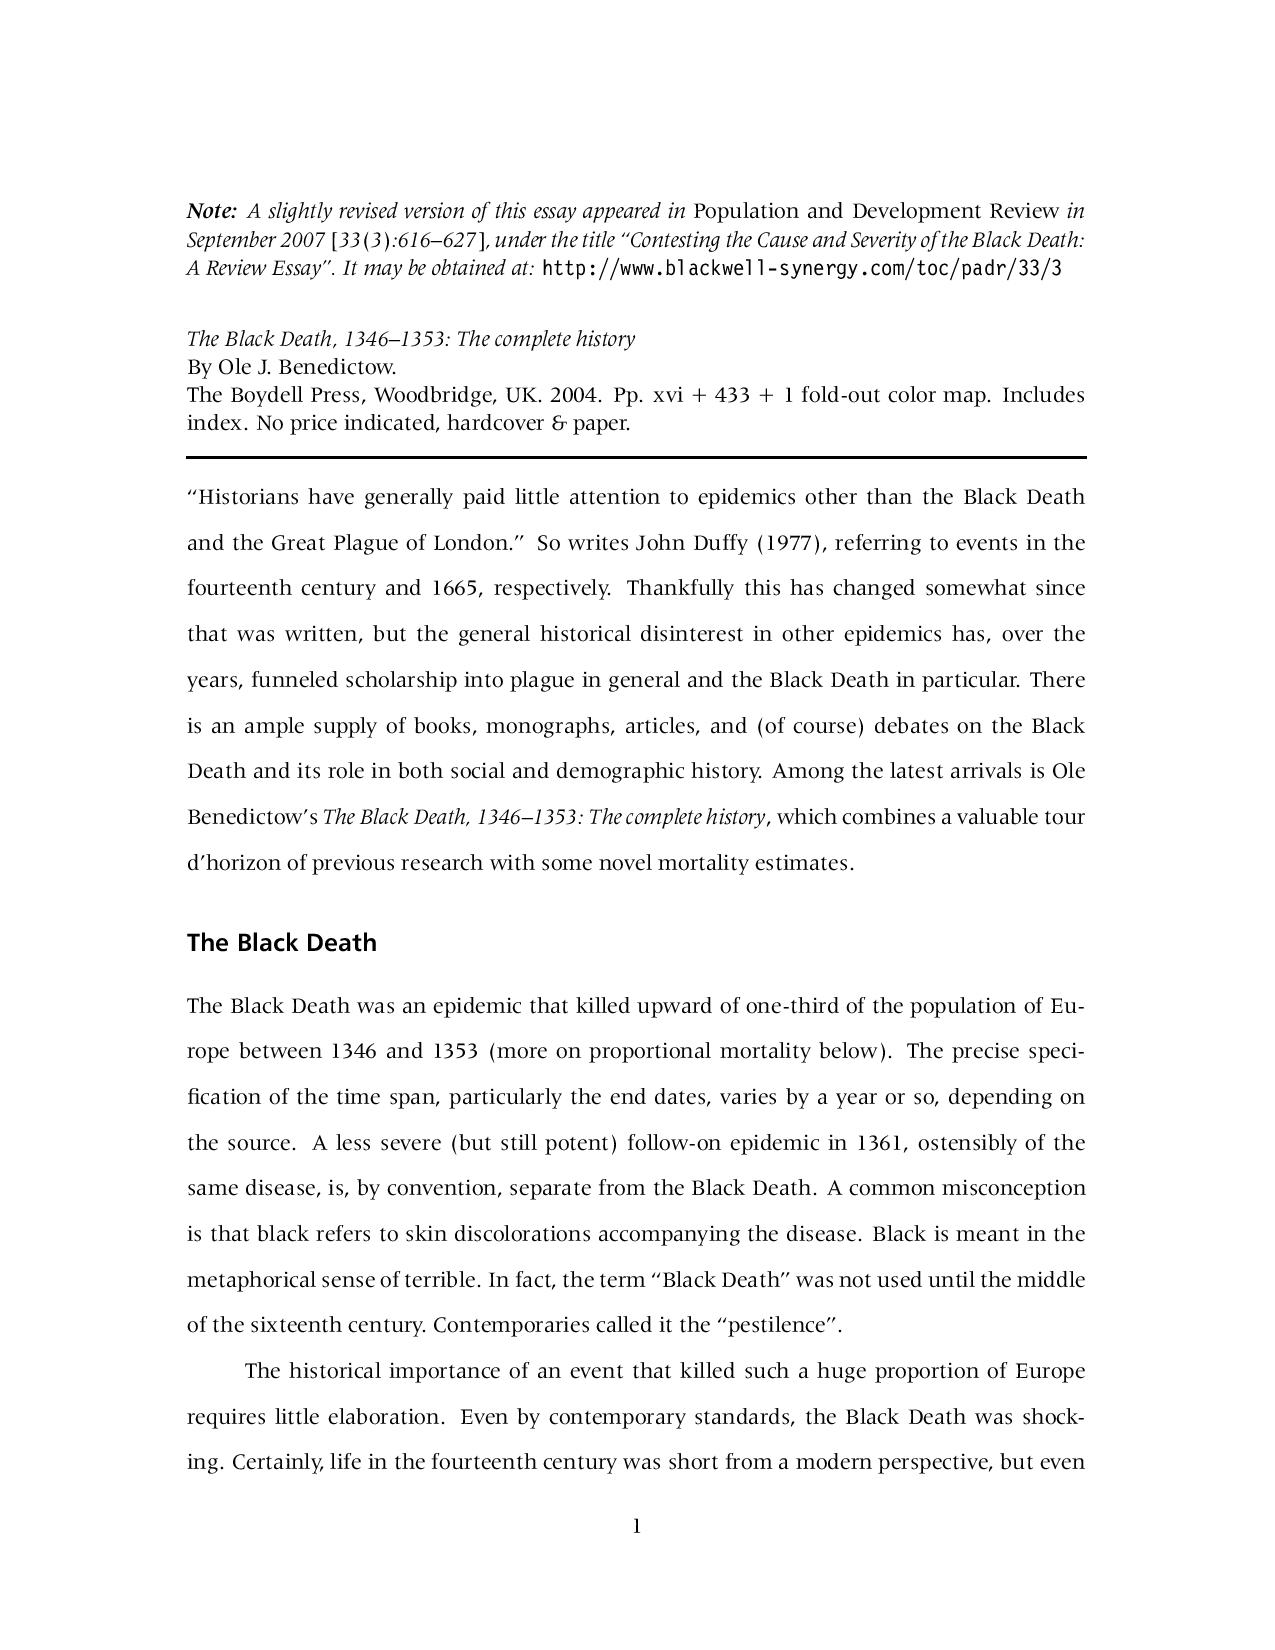 Note: A slightly revised version of this essay appeared in Population and Development Review in
September 2007 [33(3):616–627], under the title “Contesting the Cause and Severity of the Black Death:
A Review Essay”. It may be obtained at: http://www.blackwell-synergy.com/toc/padr/33/3
The Black Death, 1346–1353: The complete history
By Ole J. Benedictow.
The Boydell Press, Woodbridge, UK. 2004. Pp. xvi + 433 + 1 fold-out color map. Includes
index. No price indicated, hardcover & paper.
“Historians have generally paid little attention to epidemics other than the Black Death
and the Great Plague of London.” So writes John Duffy (1977), referring to events in the
fourteenth century and 1665, respectively. Thankfully this has changed somewhat since
that was written, but the general historical disinterest in other epidemics has, over the
years, funneled scholarship into plague in general and the Black Death in particular. There
is an ample supply of books, monographs, articles, and (of course) debates on the Black
Death and its role in both social and demographic history. Among the latest arrivals is Ole
Benedictow’s The Black Death, 1346–1353: The complete history, which combines a valuable tour
d’horizon of previous research with some novel mortality estimates.
The Black Death
The Black Death was an epidemic that killed upward of one-third of the population of Eu-
rope between 1346 and 1353 (more on proportional mortality below). The precise speci-
fication of the time span, particularly the end dates, varies by a year or so, depending on
the source. A less severe (but still potent) follow-on epidemic in 1361, ostensibly of the
same disease, is, by convention, separate from the Black Death. A common misconception
is that black refers to skin discolorations accompanying the disease. Black is meant in the
metaphorical sense of terrible. In fact, the term “Black Death” was not used until the middle
of the sixteenth century. Contemporaries called it the “pestilence”.
The historical importance of an event that killed such a huge proportion of Europe
requires little elaboration. Even by contemporary standards, the Black Death was shock-
ing. Certainly, life in the fourteenth century was short from a modern perspective, but even
1